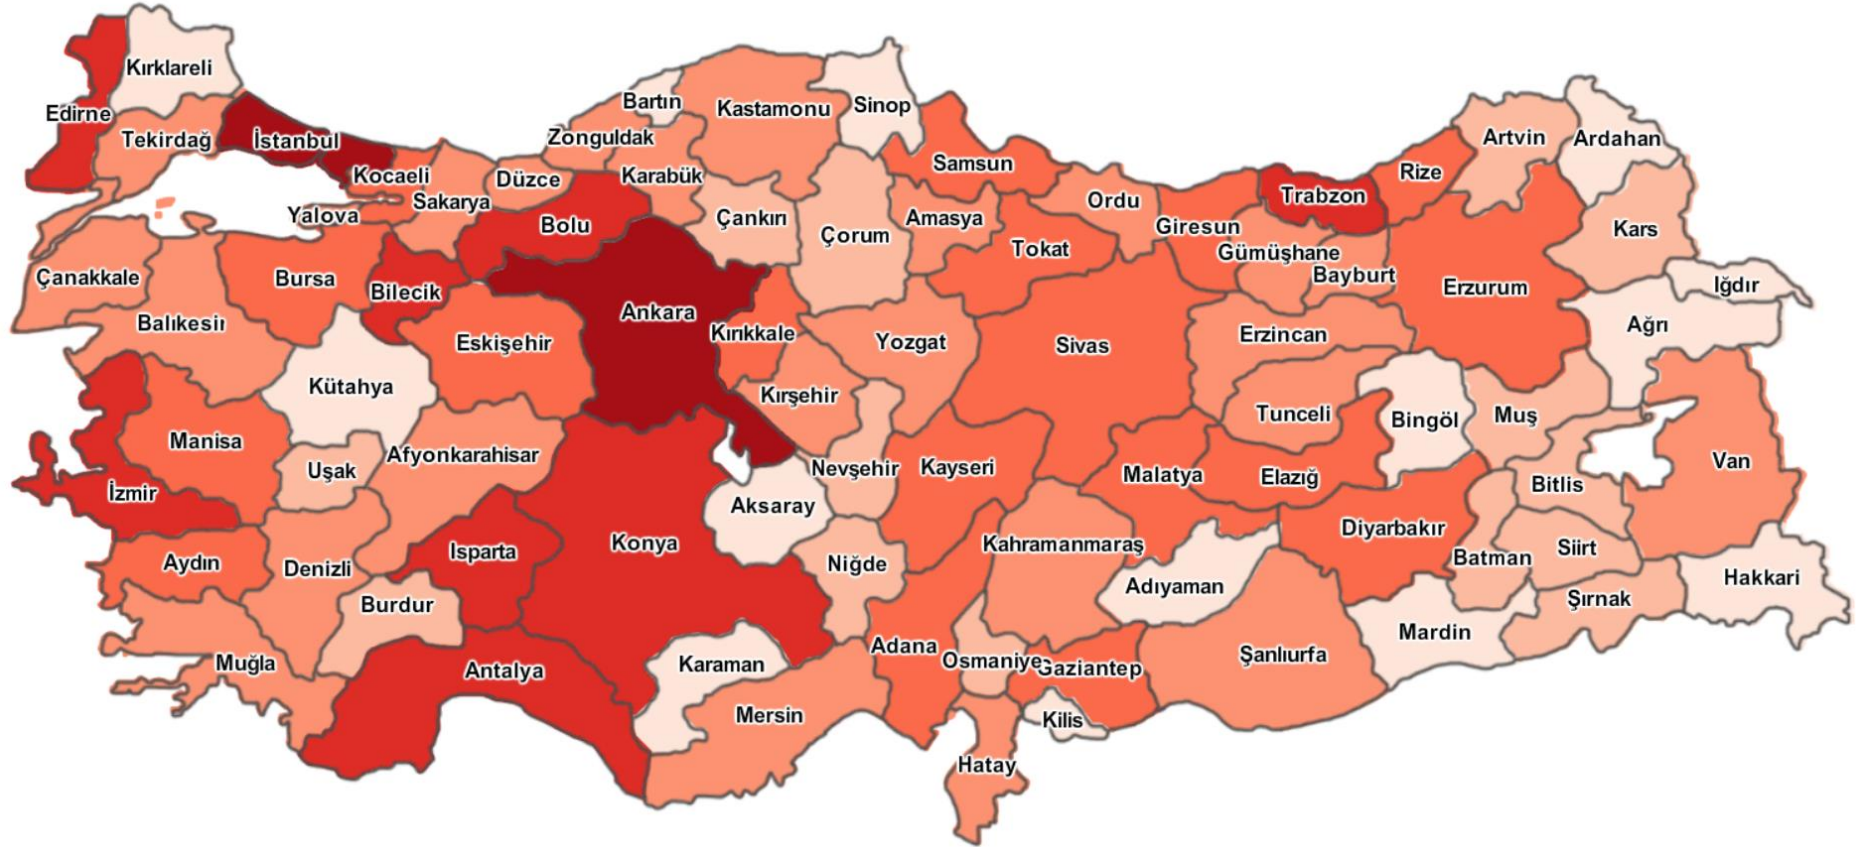 Kırklareli
Edirne
Tekirdağ
İstanbul
Kocaeli
Yalova
Sakarya
Düzce
Zonguldak
Bartın
Karabük
Kastamonu
Sinop
Bolu
Çankırı
Çorum
Samsun
Amasya
Ordu
Tokat
Giresun
Trabzon
Gümüşhane
Bayburt
Rize
Artvin
Ardahan
Kars
Iğdır
Ağrı
Erzurum
Erzincan
Çanakkale
Balıkesir
Bursa
Bilecik
Eskişehir
Kütahya
Ankara
Kırıkkale
Kırşehir
Yozgat
Sivas
Tunceli
Bingöl
Muş
Van
Bitlis
Manisa
Uşak
Afyonkarahisar
İzmir
Aydın
Denizli
Isparta
Burdur
Konya
Aksaray
Nevşehir
Kayseri
Niğde
Malatya
Elazığ
Diyarbakır
Batman
Siirt
Şırnak
Hakkari
Mardin
Kahramanmaraş
Adıyaman
Şanlıurfa
Muğla
Antalya
Karaman
Mersin
Adana
Osmaniye
Gaziantep
Kilis
Hatay